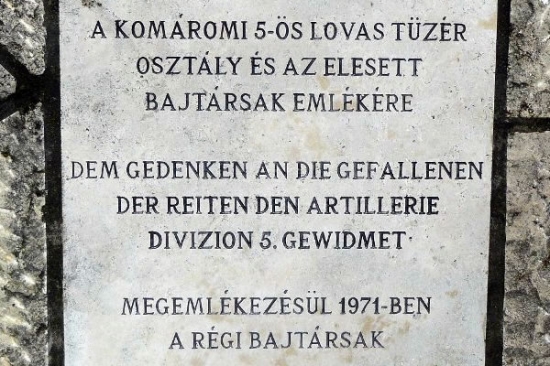 A KOMÁROMI 5-ÖS LOVAS TÜZÉR
OSZTÁLY ÉS AZ ELESETT
BAJTÁRSAK EMLÉKÉRE
DEM GEDENKEN AN DIE GEFALLENEN
DER REITEN DEN ARTILLERIE
DIVIZION 5. GEWIDMET
MEGEMLÉKEZÉSÜL 1971-BEN
A RÉGI BAJTÁRSAK